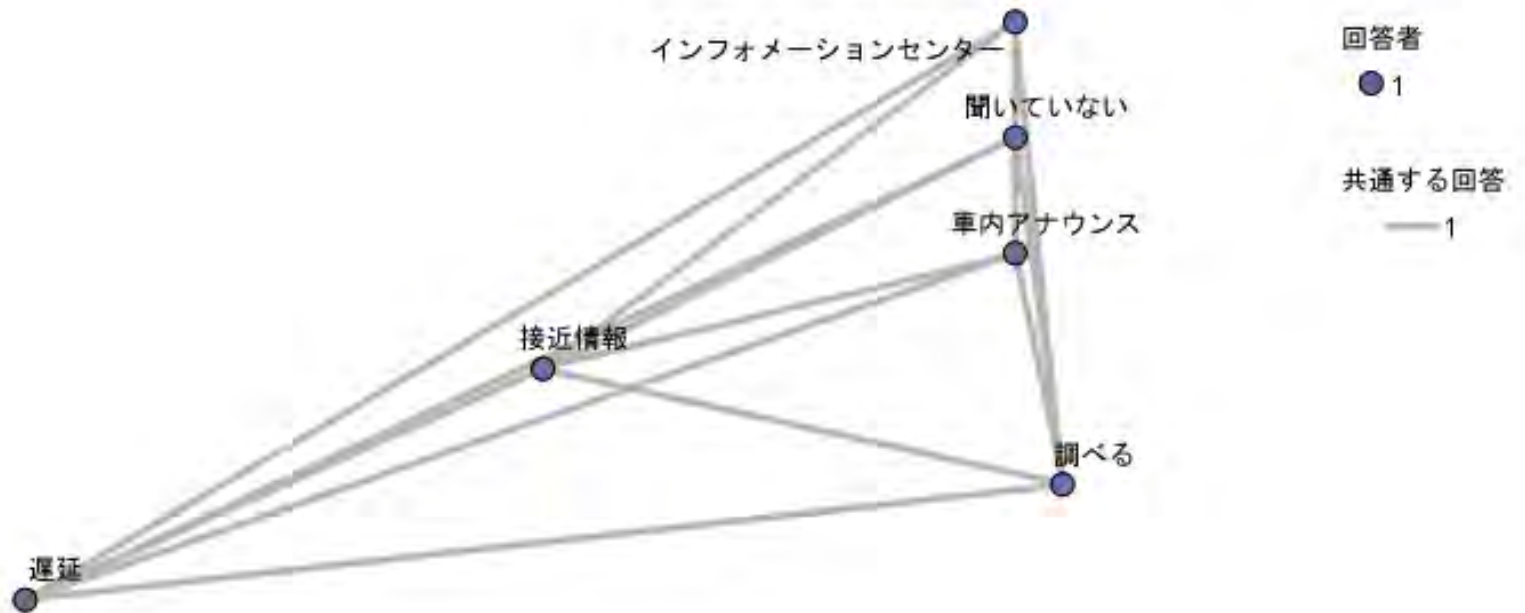 インフォメーションセンター
聞いていない
車内アナウンス
接近情報
調べる
遅延
回答者
1
共通する回答
1